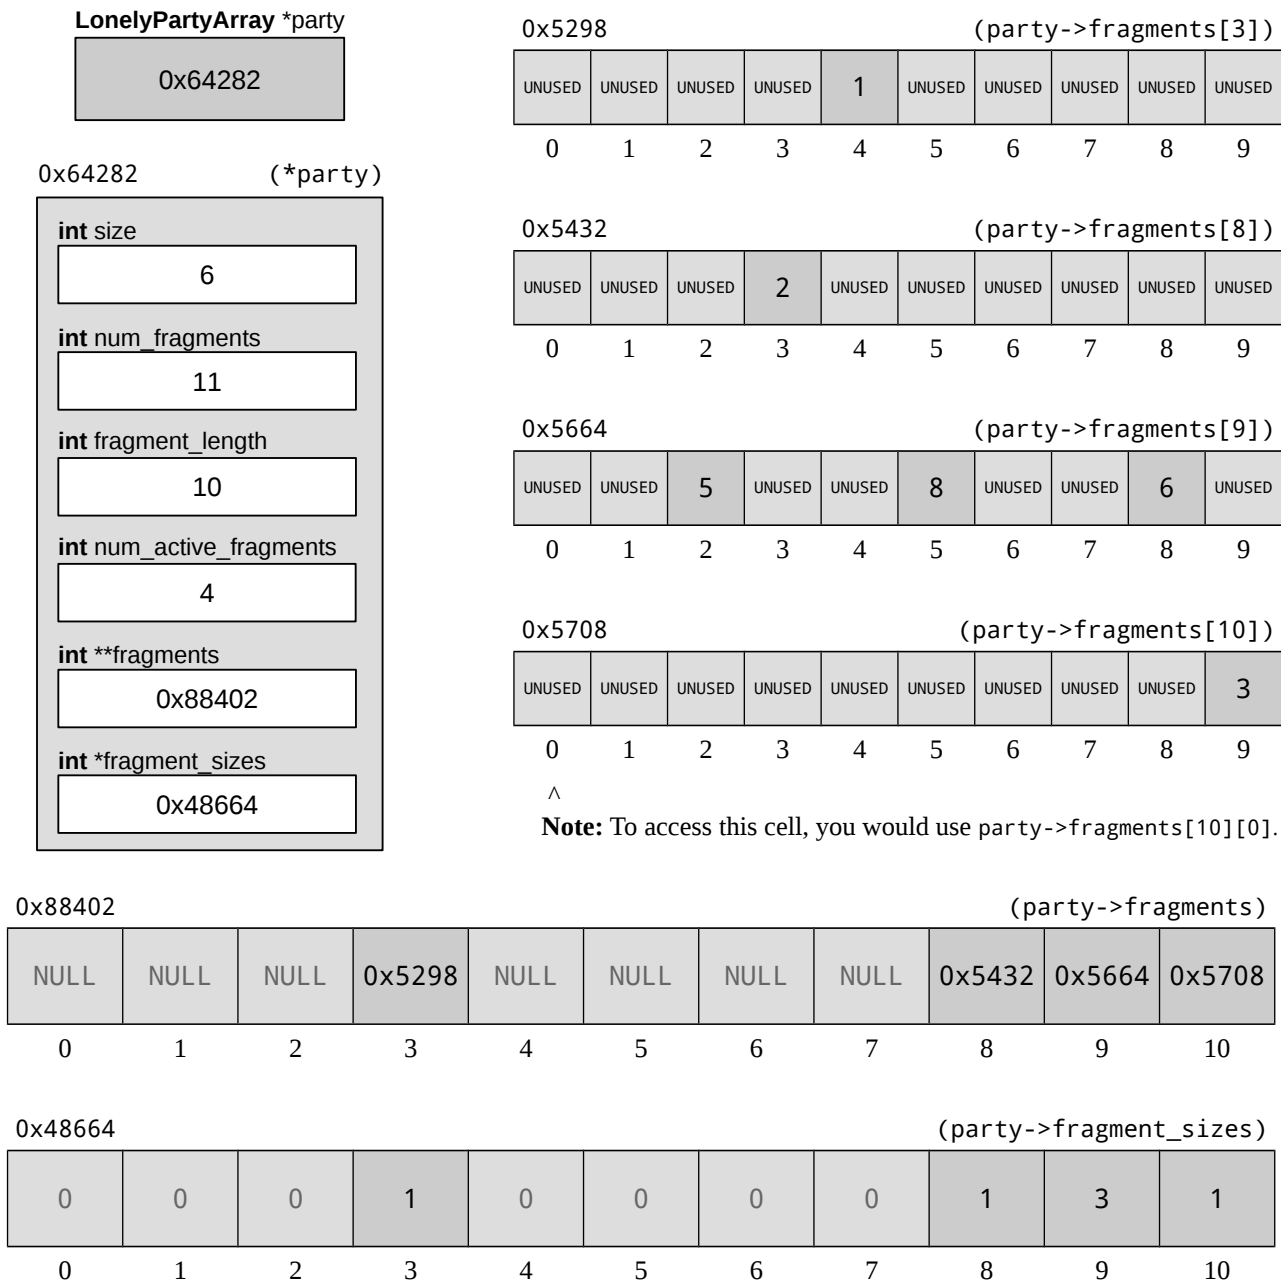 LonelyPartyArray *party
0x64282
0x64282 (*party)
int size
6
int num_fragments
11
int fragment_length
10
int num_active_fragments
4
int **fragments
0x88402
int *fragment_sizes
0x48664
0x5298 (party->fragments[3])
UNUSED UNUSED UNUSED UNUSED 1 UNUSED UNUSED UNUSED UNUSED UNUSED
0 1 2 3 4 5 6 7 8 9
0x5432 (party->fragments[8])
UNUSED UNUSED UNUSED 2 UNUSED UNUSED UNUSED UNUSED UNUSED UNUSED
0 1 2 3 4 5 6 7 8 9
0x5664 (party->fragments[9])
UNUSED UNUSED 5 UNUSED UNUSED 8 UNUSED UNUSED 6 UNUSED
0 1 2 3 4 5 6 7 8 9
0x5708 (party->fragments[10])
UNUSED UNUSED UNUSED UNUSED UNUSED UNUSED UNUSED UNUSED UNUSED 3
0 1 2 3 4 5 6 7 8 9
^
Note: To access this cell, you would use party->fragments[10][0].
0x88402 (party->fragments)
NULL NULL NULL 0x5298 NULL NULL NULL NULL 0x5432 0x5664 0x5708
0 1 2 3 4 5 6 7 8 9 10
0x48664 (party->fragment_sizes)
0 0 0 1 0 0 0 0 1 3 1
0 1 2 3 4 5 6 7 8 9 10